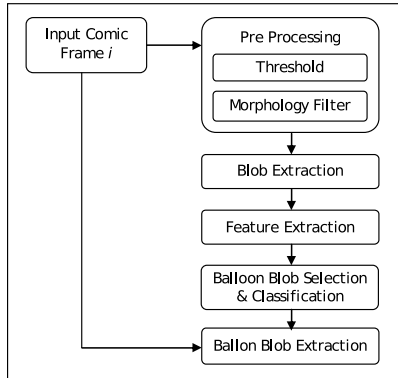 Input Comic
Frame i
Pre Processing
Threshold
Morphology Filter
Blob Extraction
Feature Extraction
Balloon Blob Selection
& Classification
Ballon Blob Extraction